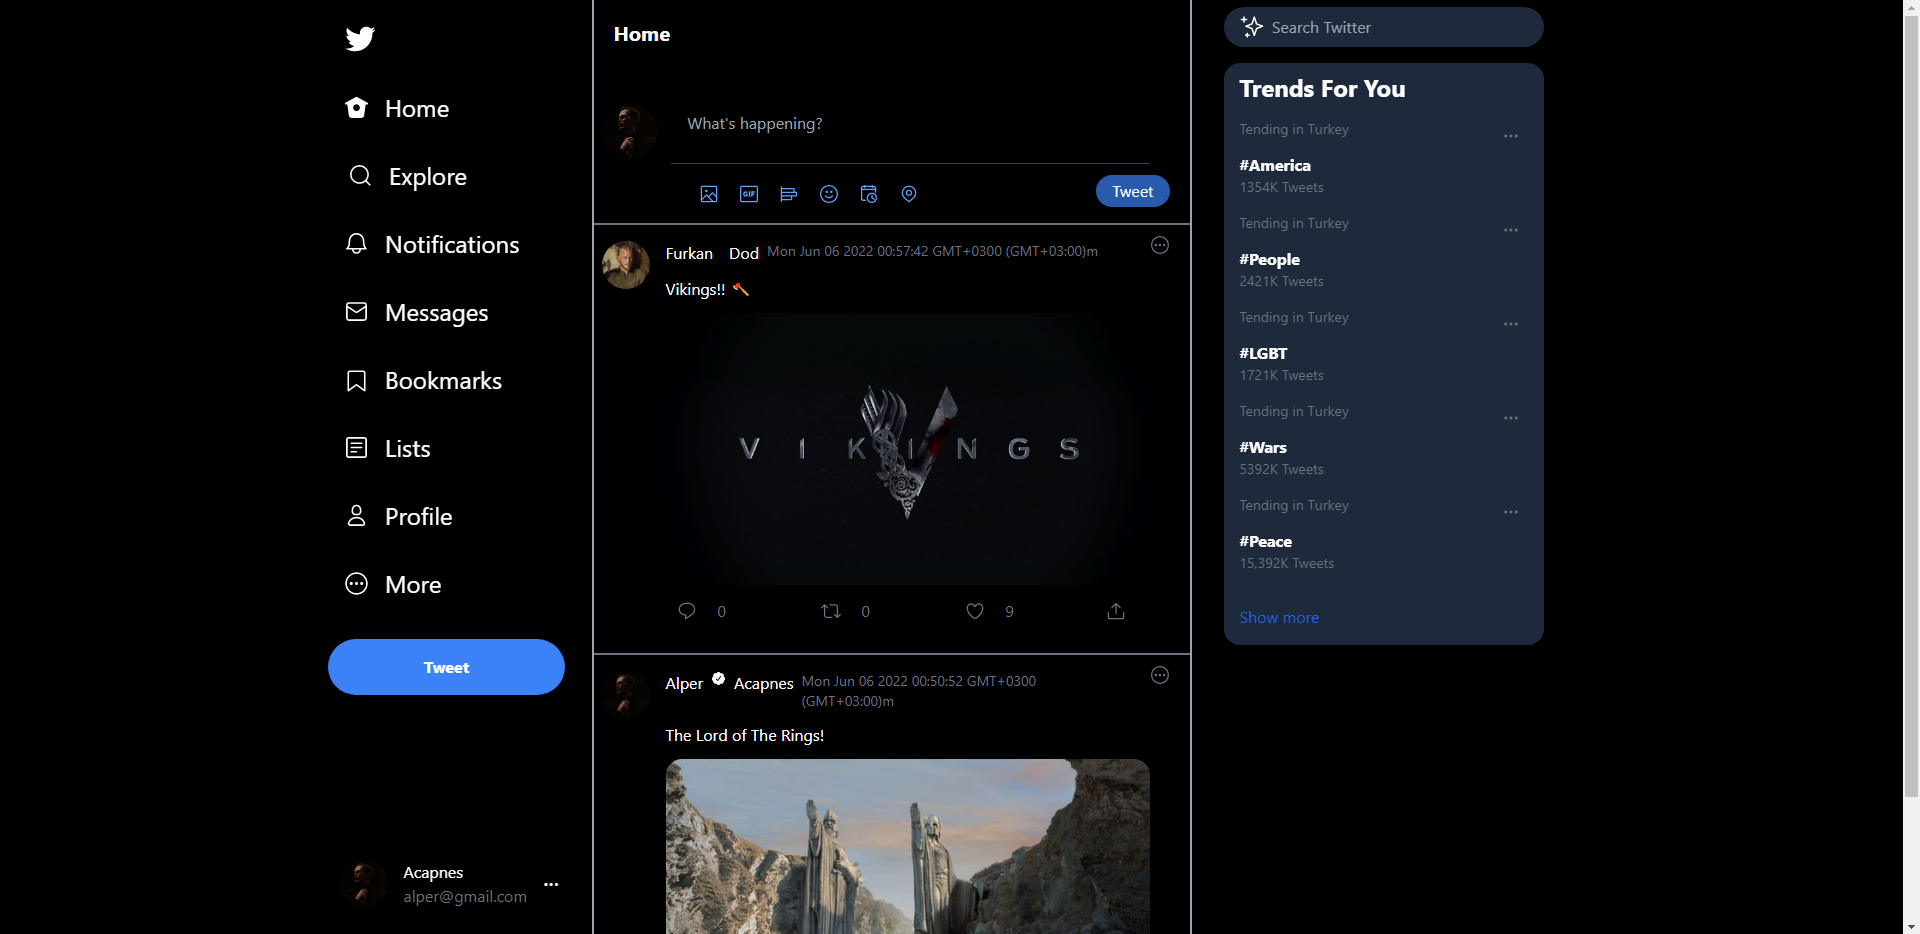 Home
Explore
Notifications
Messages
Bookmarks
Lists
Profile
More
Tweet
Acapnes
alper@gmail.com
Home
What's happening?
GIF
Tweet
Furkan Dod Mon Jun 06 2022 00:57:42 GMT+0300 (GMT+03:00)m
Vikings!!
VIKINGS
0 0 9
Alper Acapnes Mon Jun 06 2022 00:50:52 GMT+0300
(GMT+03:00)m
The Lord of The Rings!
Search Twitter
Trends For You
Tending in Turkey
#America
1354K Tweets
Tending in Turkey
#People
2421K Tweets
Tending in Turkey
#LGBT
1721K Tweets
Tending in Turkey
#Wars
5392K Tweets
Tending in Turkey
#Peace
15,392K Tweets
Show more